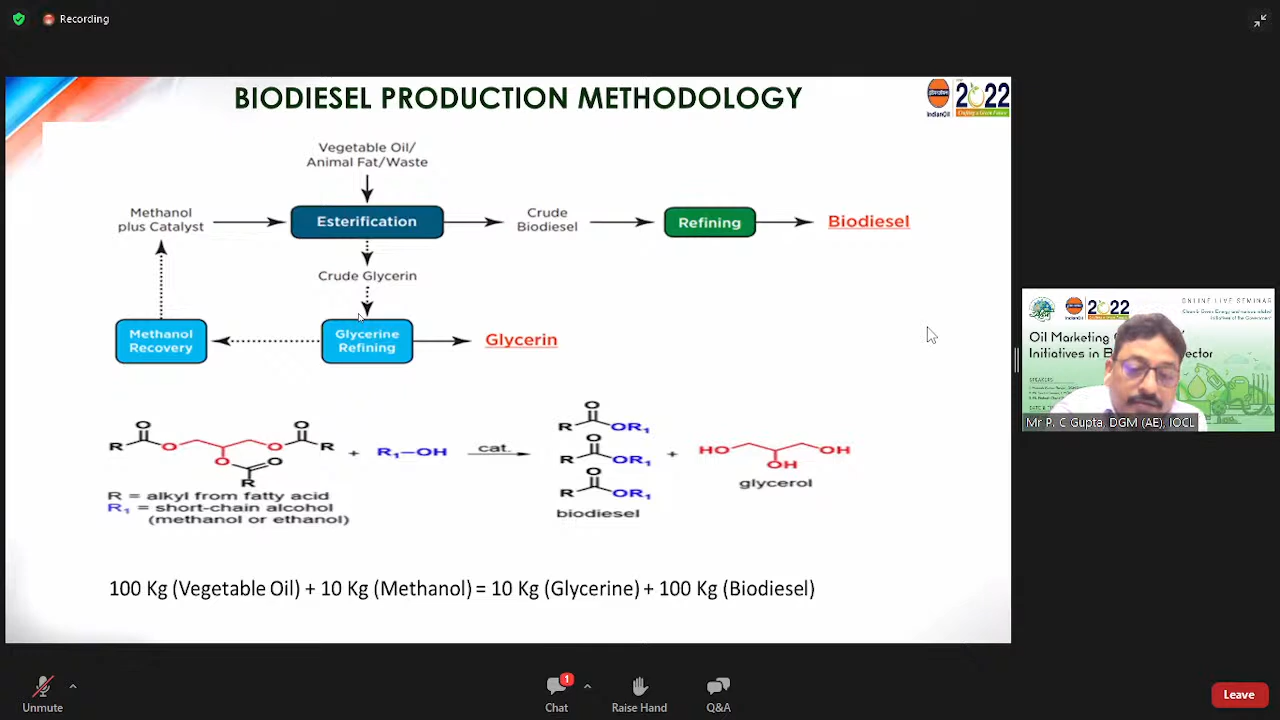 Recording
BIODIESEL PRODUCTION METHODOLOGY
IndianOil
2022
Vegetable Oil/
Animal Fat/Waste
Methanol
plus Catalyst
Esterification
Crude
Biodiesel
Refining
Biodiesel
Crude Glycerin
Methanol
Recovery
Glycerine
Refining
Glycerin
R
O
O
O
O
R
O
O
R
+
R₁–OH
cat.
O
R
OR₁
O
R
OR₁
O
R
OR₁
biodiesel
+
HO
OH
OH
glycerol
R = alkyl from fatty acid
R₁ = short-chain alcohol
(methanol or ethanol)
100 Kg (Vegetable Oil) + 10 Kg (Methanol) = 10 Kg (Glycerine) + 100 Kg (Biodiesel)
2022
ONLINE LIVE SEMINAR
Oil Marketing
Initiatives in B
SPEAKERS
Mr P. C Gupta, DGM (AE), IOCL
Unmute
1
Chat
Raise Hand
Q&A
Leave